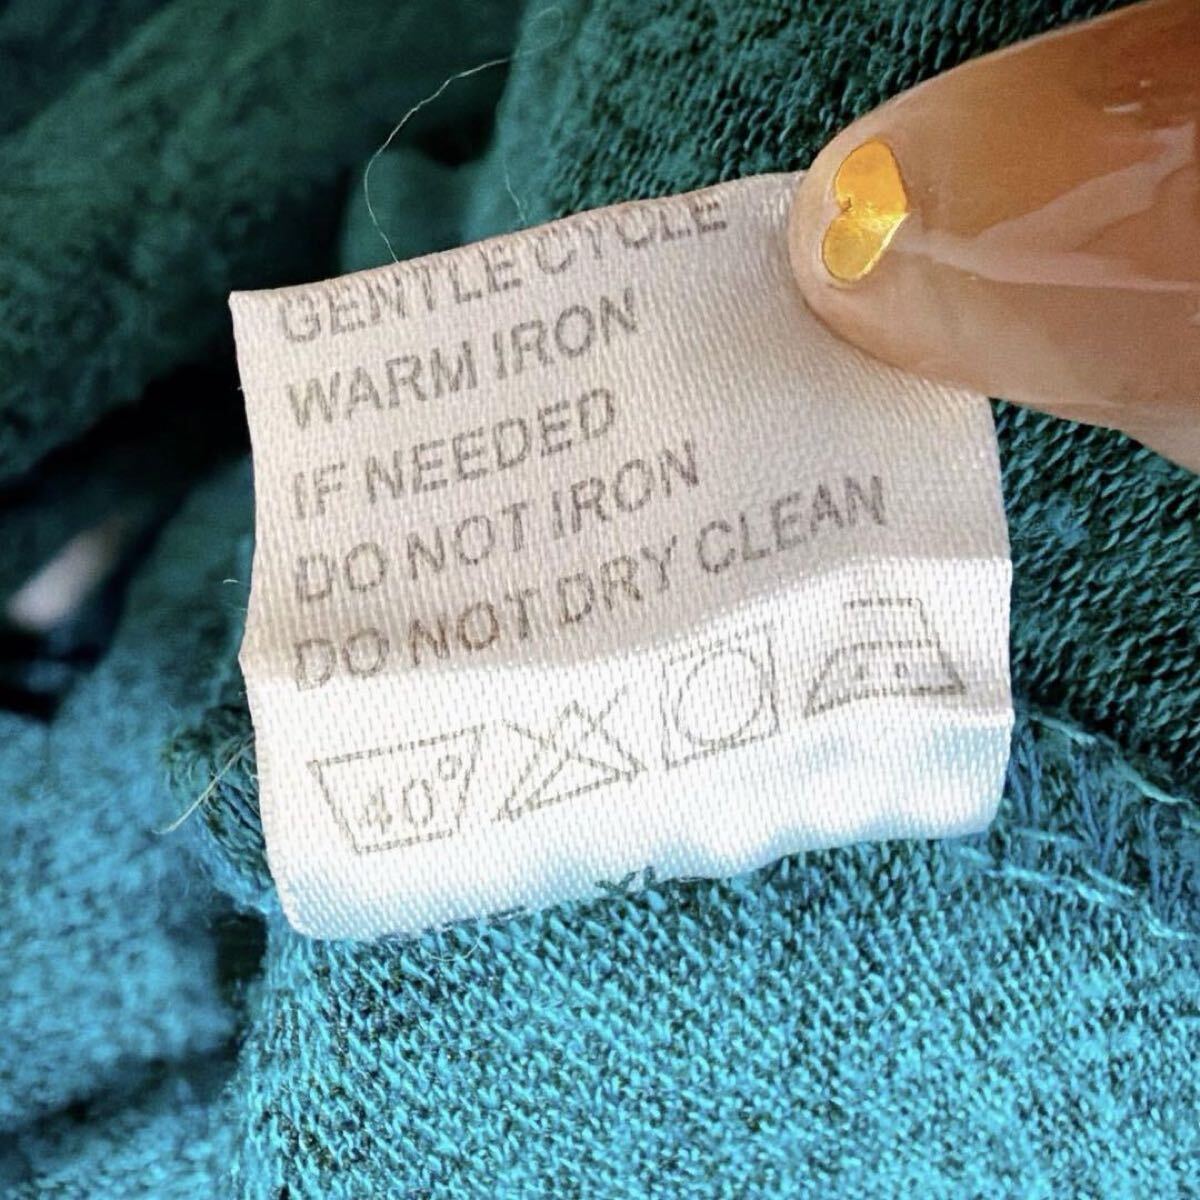 GENTLE CYCLE
WARM IRON
IF NEEDED
DO NOT IRON
DO NOT DRY CLEAN
40°